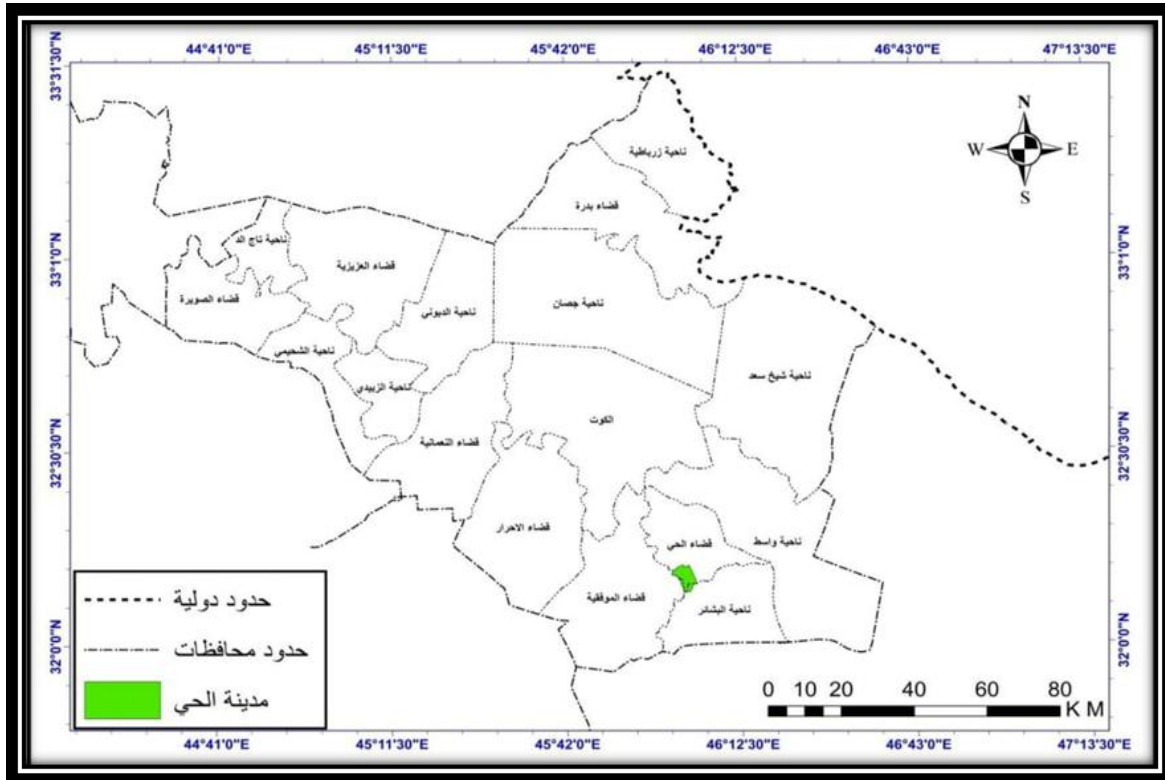 44°41'0"E 45°11'30"E 45°42'0"E 46°12'30"E 46°43'0"E 47°13'30"E
33°31'30"N
N
W E
S
ناحية زرباطية
قضاء بدرة
ناحية تاج الد
قضاء العزيزية
33°1'0"N 33°1'0"N
قضاء الصويرة
ناحية جصان
ناحية الدبوني
ناحية الشحيمي
ناحية شيخ سعد
ناحية الزبيدي
الكوت
قضاء النعمانية
32°30'30"N 32°30'30"N
قضاء الاحرار
قضاء الحي
ناحية واسط
قضاء الموفقية
ناحية البشائر
حدود دولية
حدود محافظات
مدينة الحي
32°0'0"N 32°0'0"N
0 10 20 40 60 80
K M
44°41'0"E 45°11'30"E 45°42'0"E 46°12'30"E 46°43'0"E 47°13'30"E